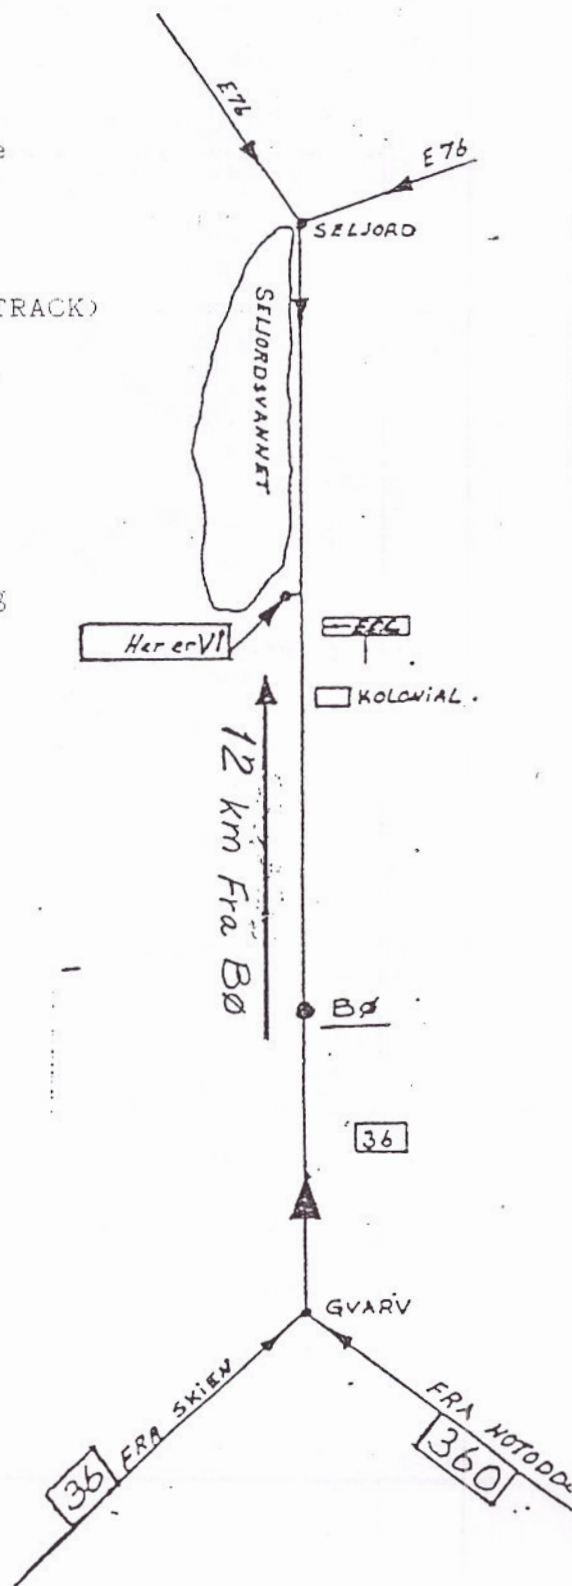 E76
E76
SELJORD
TRACK)
SELJORDSVANNET
Her er Vi
KOLONIAL.
12 km Fra BØ
BØ
36
GVARV
FRA SKIEN
36
FRA NOTODD
360